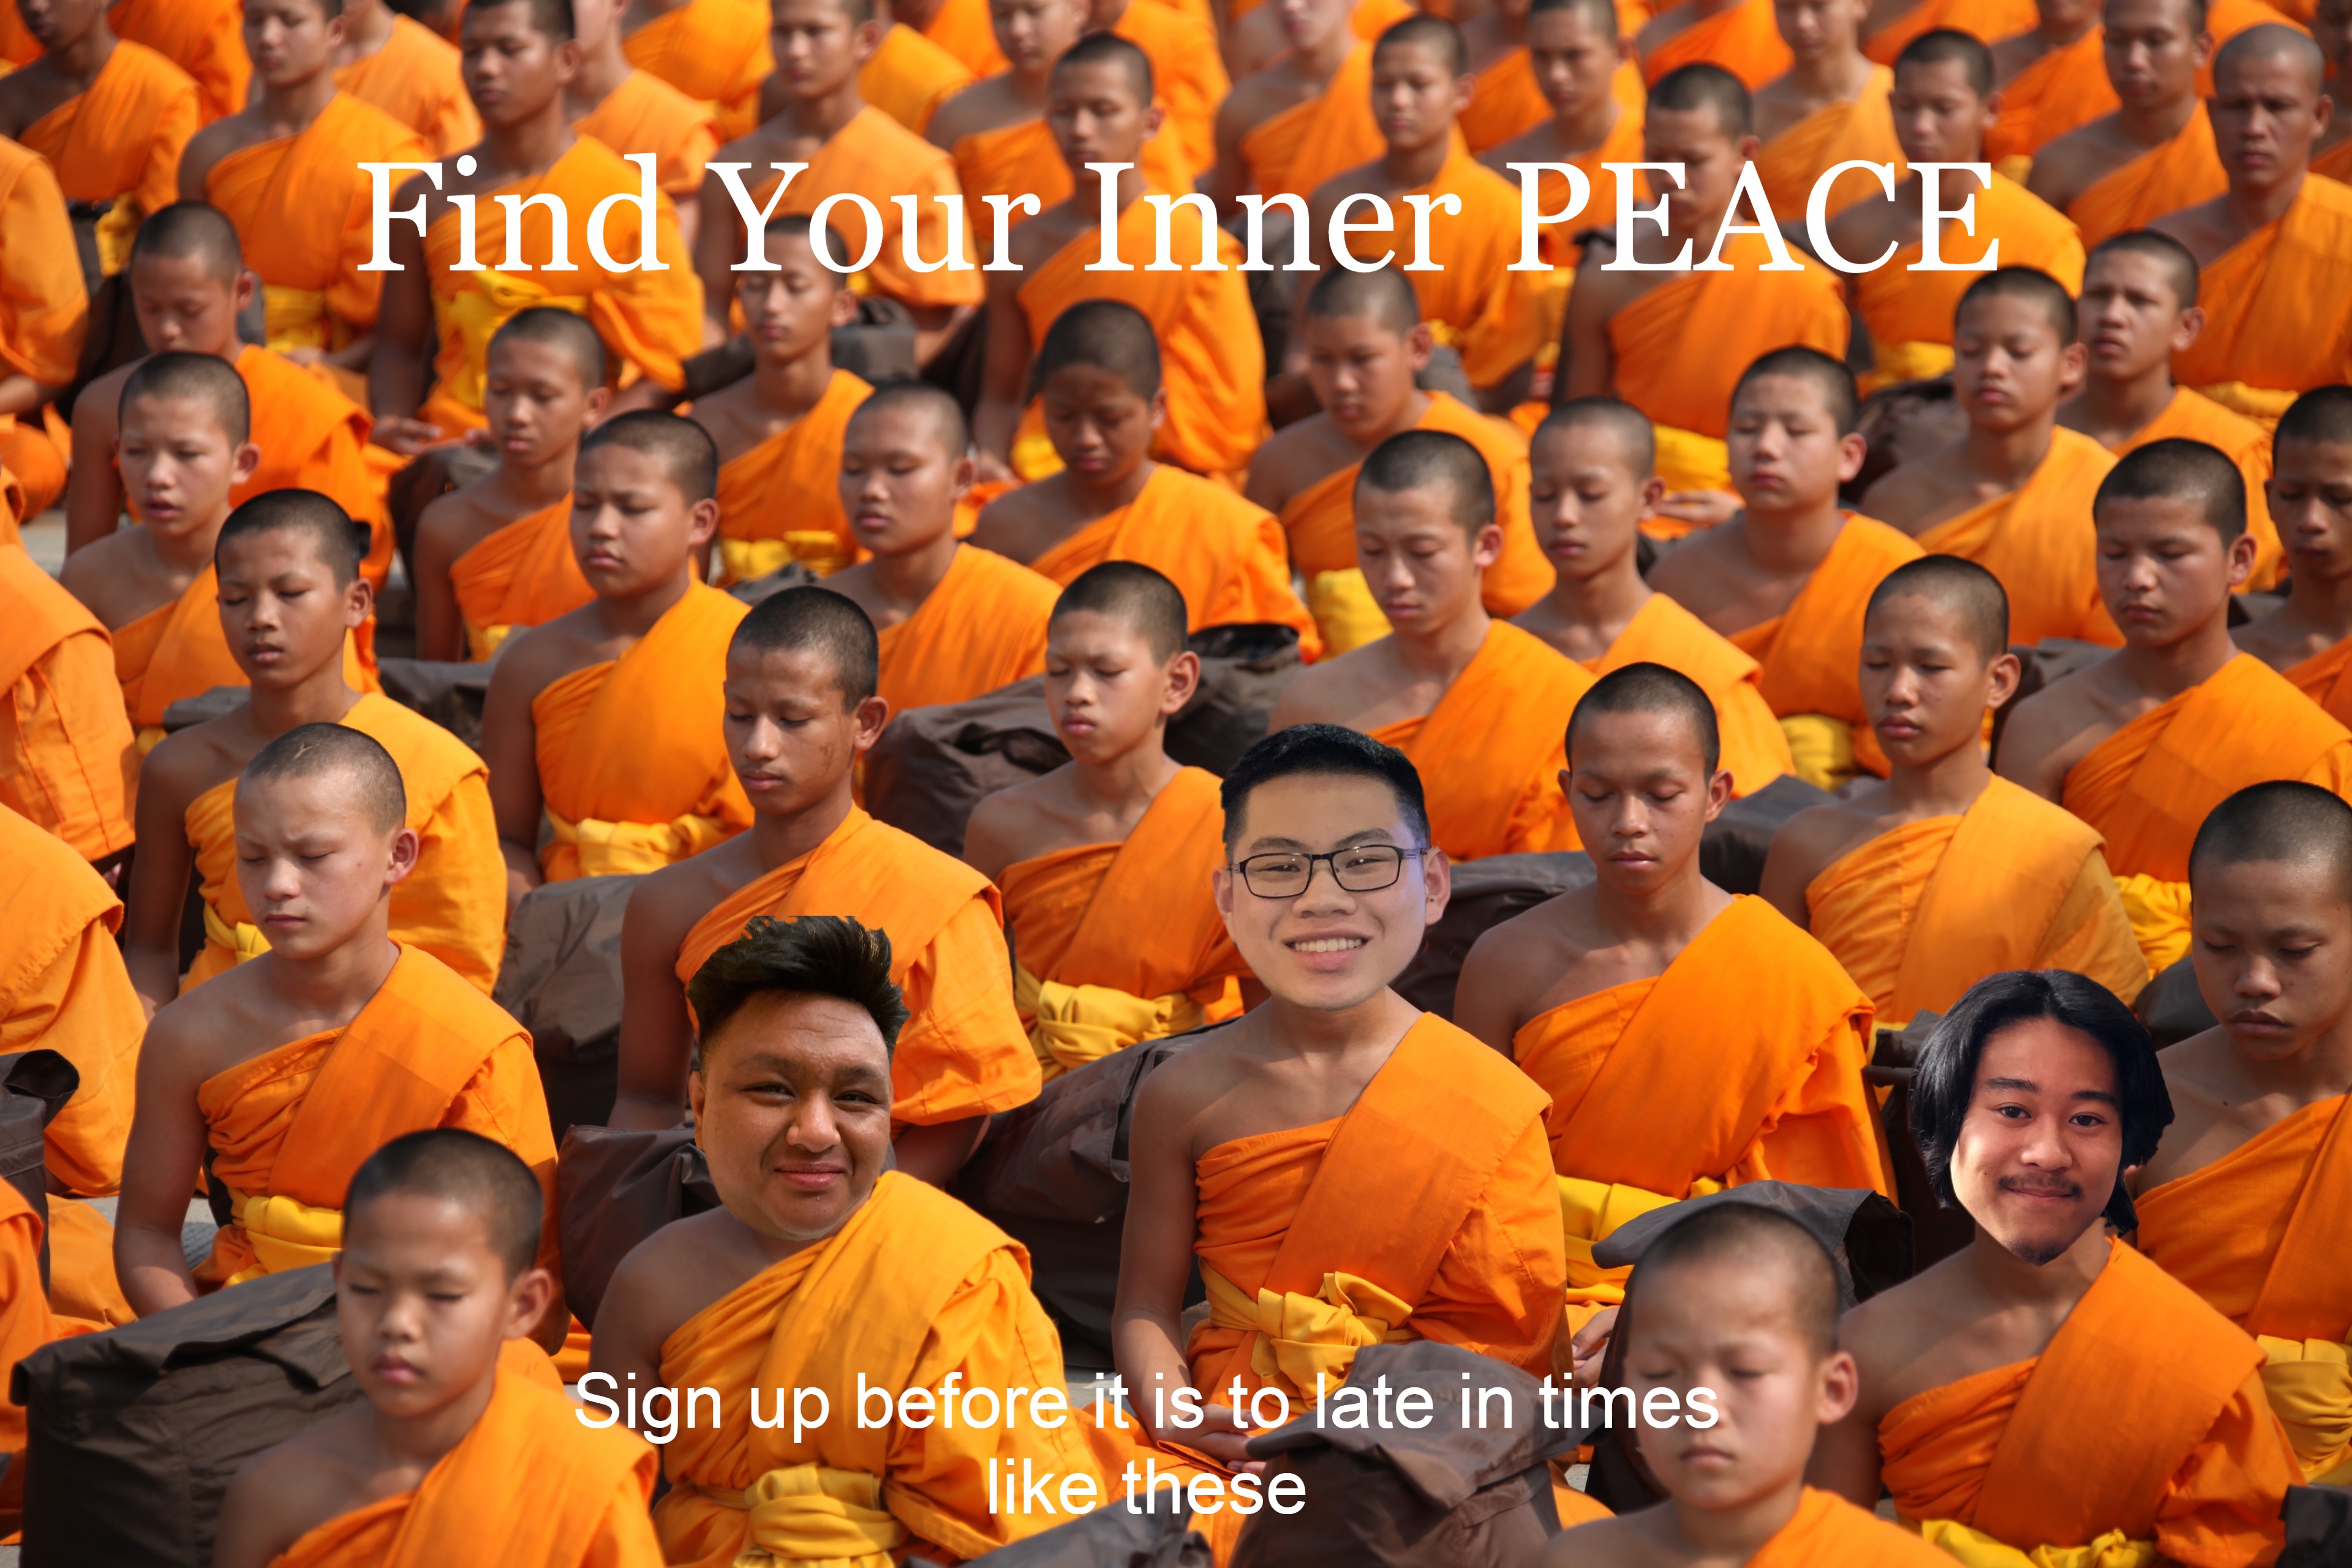 Find Your Inner PEACE
Sign up before it is to late in times
like these